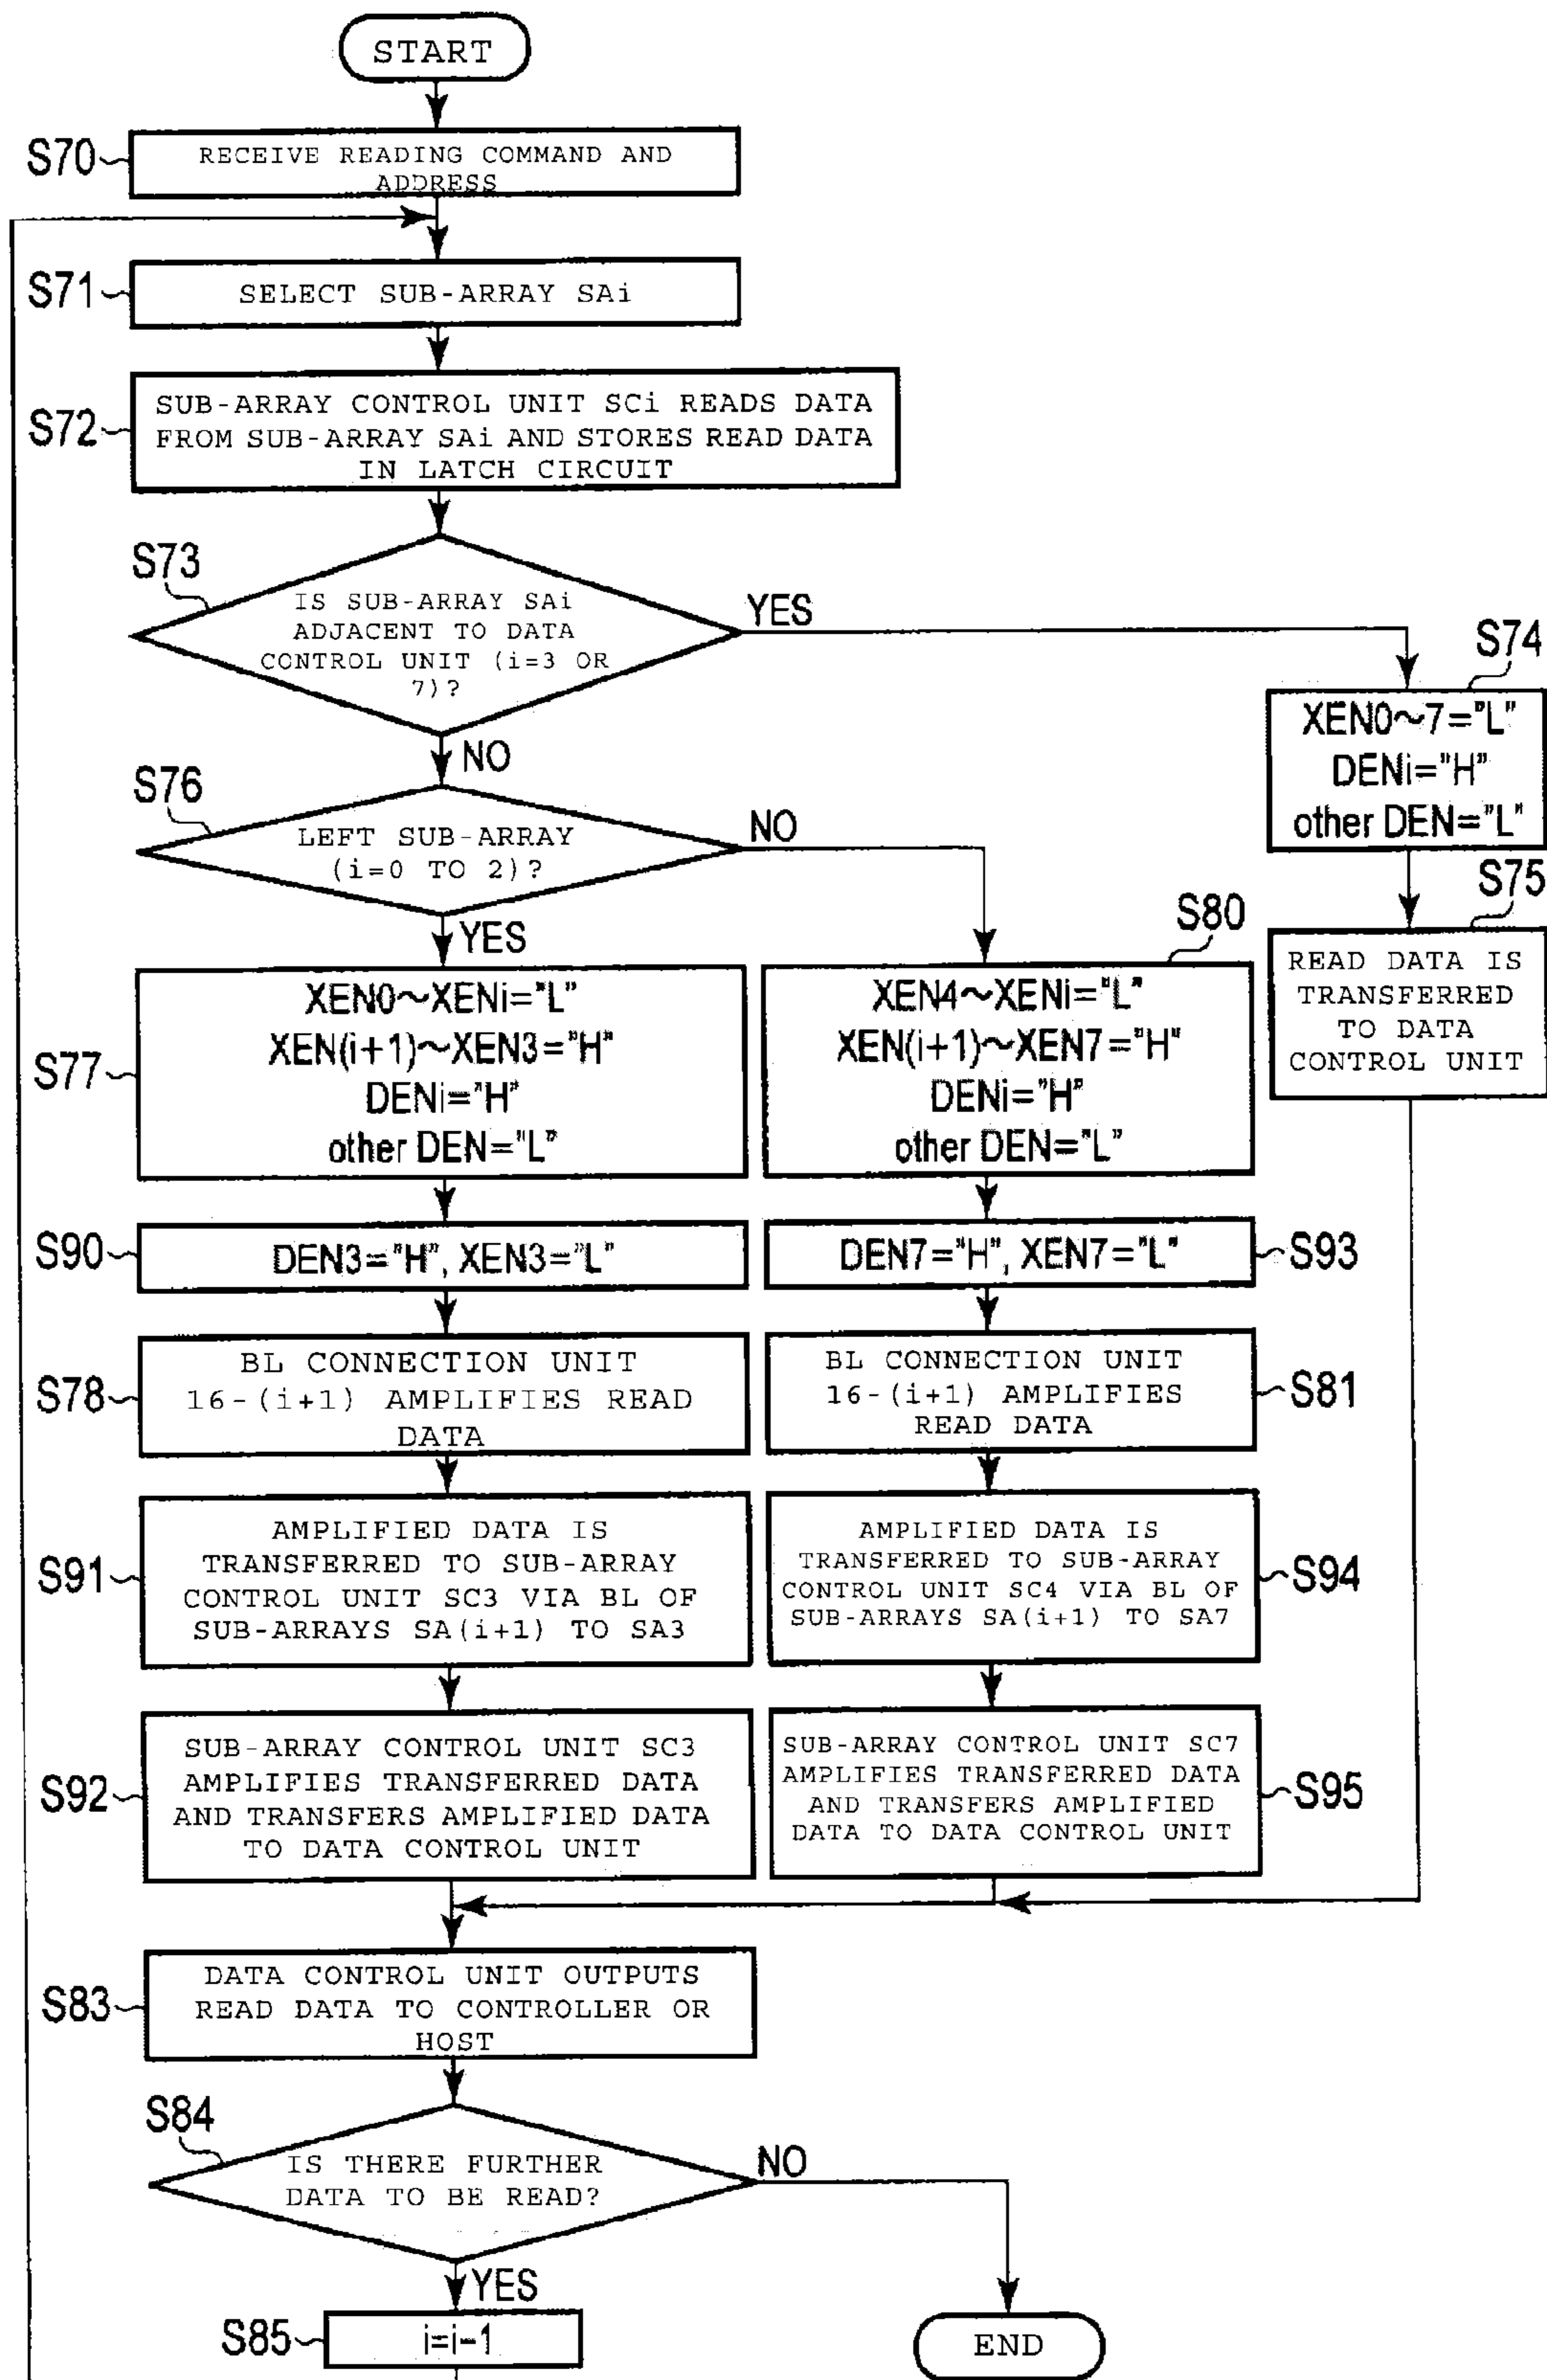 START
S70
RECEIVE READING COMMAND AND
ADDRESS
S71
SELECT SUB-ARRAY SAi
S72
SUB-ARRAY CONTROL UNIT SCi READS DATA
FROM SUB-ARRAY SAi AND STORES READ DATA
IN LATCH CIRCUIT
S73
IS SUB-ARRAY SAi
ADJACENT TO DATA
CONTROL UNIT (i=3 OR
7)?
YES
NO
S74
XEN0~7="L"
DENi="H"
other DEN="L"
S75
READ DATA IS
TRANSFERRED
TO DATA
CONTROL UNIT
S76
LEFT SUB-ARRAY
(i=0 TO 2)?
NO
YES
S77
XEN0~XENi="L"
XEN(i+1)~XEN3="H"
DENi="H"
other DEN="L"
S80
XEN4~XENi="L"
XEN(i+1)~XEN7="H"
DENi="H"
other DEN="L"
S90
DEN3="H", XEN3="L"
DEN7="H", XEN7="L"
S93
S78
BL CONNECTION UNIT
16-(i+1) AMPLIFIES READ
DATA
BL CONNECTION UNIT
16-(i+1) AMPLIFIES
READ DATA
S81
S91
AMPLIFIED DATA IS
TRANSFERRED TO SUB-ARRAY
CONTROL UNIT SC3 VIA BL OF
SUB-ARRAYS SA(i+1) TO SA3
AMPLIFIED DATA IS
TRANSFERRED TO SUB-ARRAY
CONTROL UNIT SC4 VIA BL OF
SUB-ARRAYS SA(i+1) TO SA7
S94
S92
SUB-ARRAY CONTROL UNIT SC3
AMPLIFIES TRANSFERRED DATA
AND TRANSFERS AMPLIFIED DATA
TO DATA CONTROL UNIT
SUB-ARRAY CONTROL UNIT SC7
AMPLIFIES TRANSFERRED DATA
AND TRANSFERS AMPLIFIED
DATA TO DATA CONTROL UNIT
S95
S83
DATA CONTROL UNIT OUTPUTS
READ DATA TO CONTROLLER OR
HOST
S84
IS THERE FURTHER
DATA TO BE READ?
NO
YES
S85
i=i-1
END